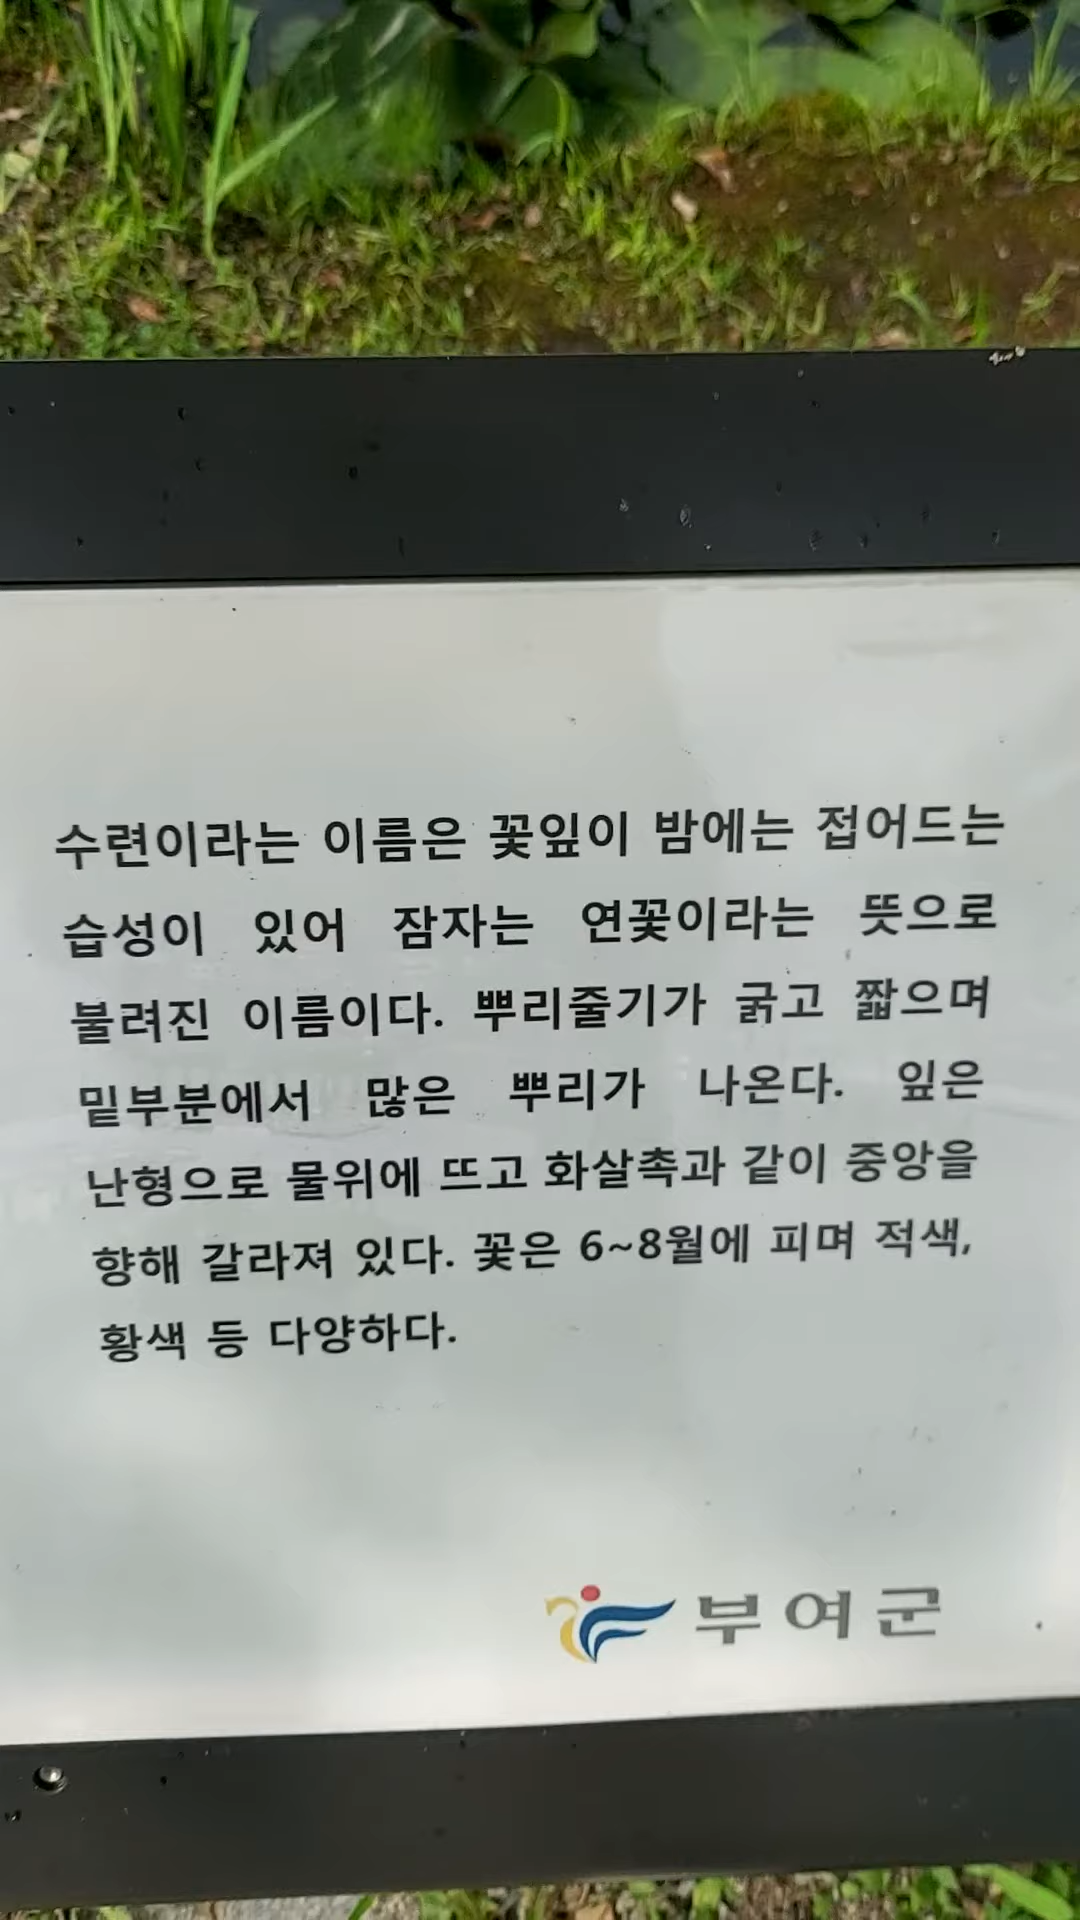 수련이라는 이름은 꽃잎이 밤에는 접어드는
습성이 있어 잠자는 연꽃이라는 뜻으로
불려진 이름이다. 뿌리줄기가 굵고 짧으며
밑부분에서 많은 뿌리가 나온다. 잎은
난형으로 물위에 뜨고 화살촉과 같이 중앙을
향해 갈라져 있다. 꽃은 6~8월에 피며 적색,
황색 등 다양하다.
부여군